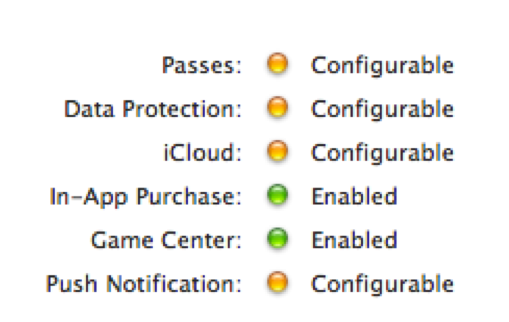 Passes: Configurable
Data Protection: Configurable
iCloud: Configurable
In-App Purchase: Enabled
Game Center: Enabled
Push Notification: Configurable